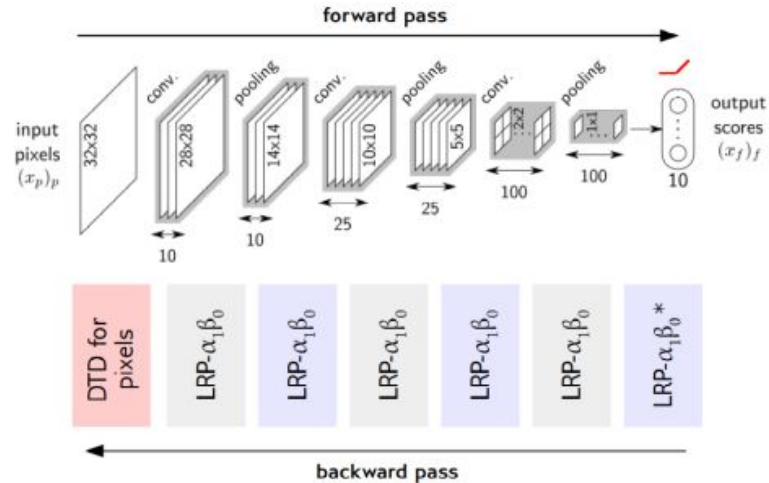 forward pass
conv.
pooling
conv.
pooling
conv.
pooling
input
pixels
(x_p)_p
32x32
28x28
14x14
10x10
5x5
2x2
1x1
output
scores
(x_f)_f
10
10
25
25
100
100
10
DTD for
pixels
LRP-α₁β₀
LRP-α₁β₀
LRP-α₁β₀
LRP-α₁β₀
LRP-α₁β₀
LRP-α₁β₀*
backward pass